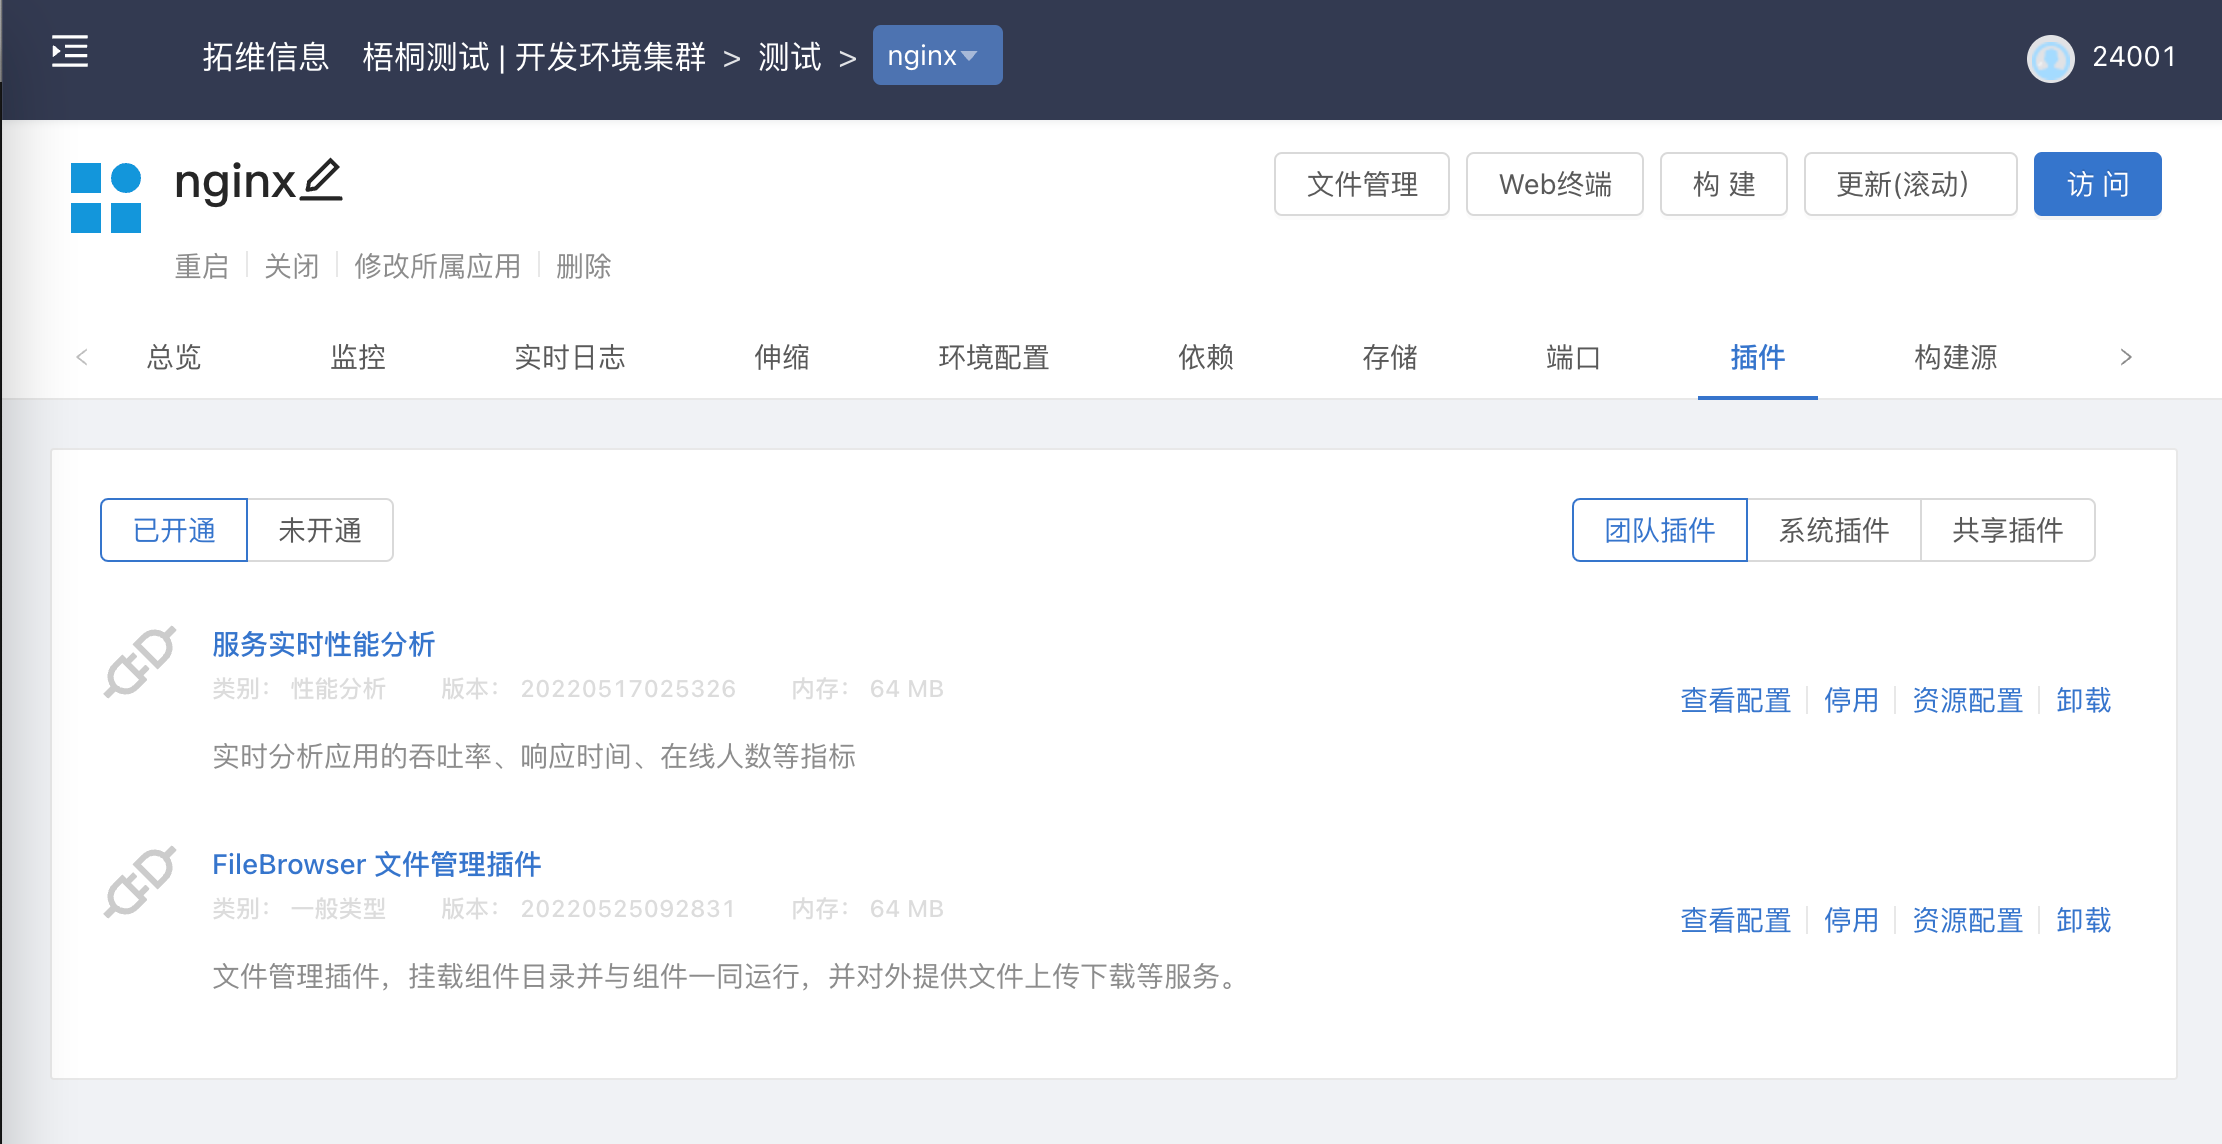 拓维信息 梧桐测试 | 开发环境集群 > 测试 > nginx 24001
nginx 文件管理 Web终端 构 建 更新(滚动) 访 问
重启 关闭 修改所属应用 删除
总览 监控 实时日志 伸缩 环境配置 依赖 存储 端口 插件 构建源
已开通 未开通 团队插件 系统插件 共享插件
服务实时性能分析
类别: 性能分析 版本: 20220517025326 内存: 64 MB
查看配置 停用 资源配置 卸载
实时分析应用的吞吐率、响应时间、在线人数等指标
FileBrowser 文件管理插件
类别: 一般类型 版本: 20220525092831 内存: 64 MB
查看配置 停用 资源配置 卸载
文件管理插件，挂载组件目录并与组件一同运行，并对外提供文件上传下载等服务。